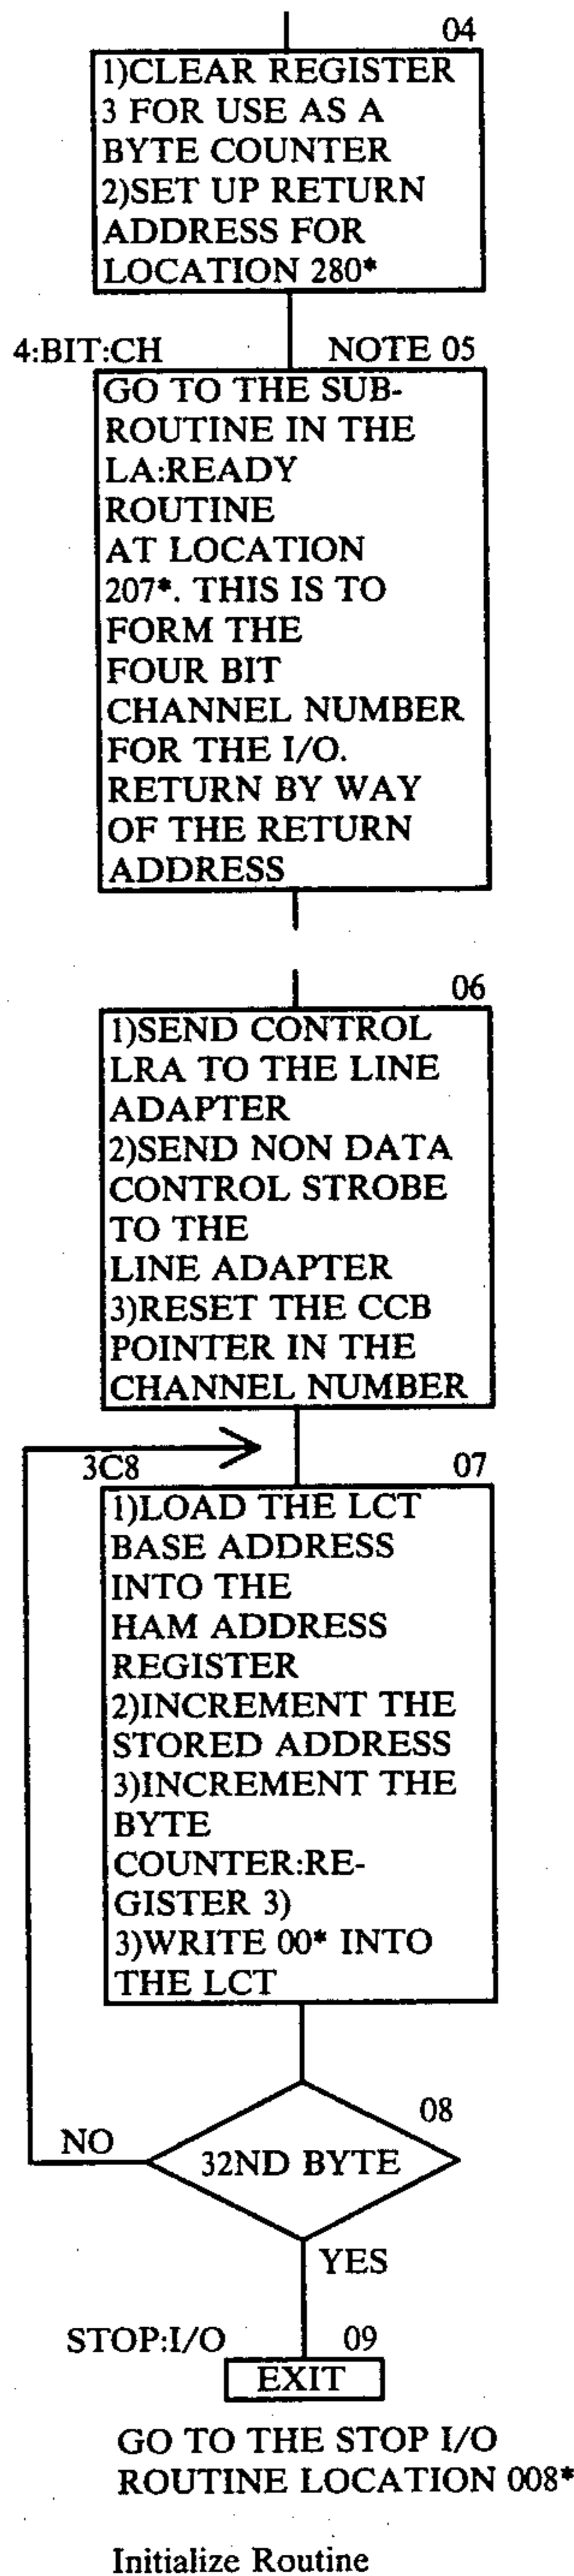 04
1)CLEAR REGISTER
3 FOR USE AS A
BYTE COUNTER
2)SET UP RETURN
ADDRESS FOR
LOCATION 280*
4:BIT:CH NOTE 05
GO TO THE SUB-
ROUTINE IN THE
LA:READY
ROUTINE
AT LOCATION
207*. THIS IS TO
FORM THE
FOUR BIT
CHANNEL NUMBER
FOR THE I/O.
RETURN BY WAY
OF THE RETURN
ADDRESS
06
1)SEND CONTROL
LRA TO THE LINE
ADAPTER
2)SEND NON DATA
CONTROL STROBE
TO THE
LINE ADAPTER
3)RESET THE CCB
POINTER IN THE
CHANNEL NUMBER
3C8 07
1)LOAD THE LCT
BASE ADDRESS
INTO THE
HAM ADDRESS
REGISTER
2)INCREMENT THE
STORED ADDRESS
3)INCREMENT THE
BYTE
COUNTER:RE-
GISTER 3)
3)WRITE 00* INTO
THE LCT
08
NO 32ND BYTE
YES
STOP:I/O 09
EXIT
GO TO THE STOP I/O
ROUTINE LOCATION 008*
Initialize Routine